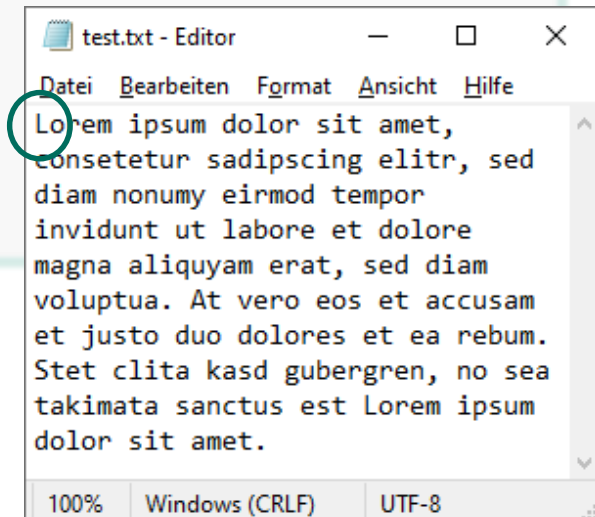 test.txt - Editor
Datei Bearbeiten Format Ansicht Hilfe
Lorem ipsum dolor sit amet,
consetetur sadipscing elitr, sed
diam nonumy eirmod tempor
invidunt ut labore et dolore
magna aliquyam erat, sed diam
voluptua. At vero eos et accusam
et justo duo dolores et ea rebum.
Stet clita kasd gubergren, no sea
takimata sanctus est Lorem ipsum
dolor sit amet.
100% Windows (CRLF) UTF-8